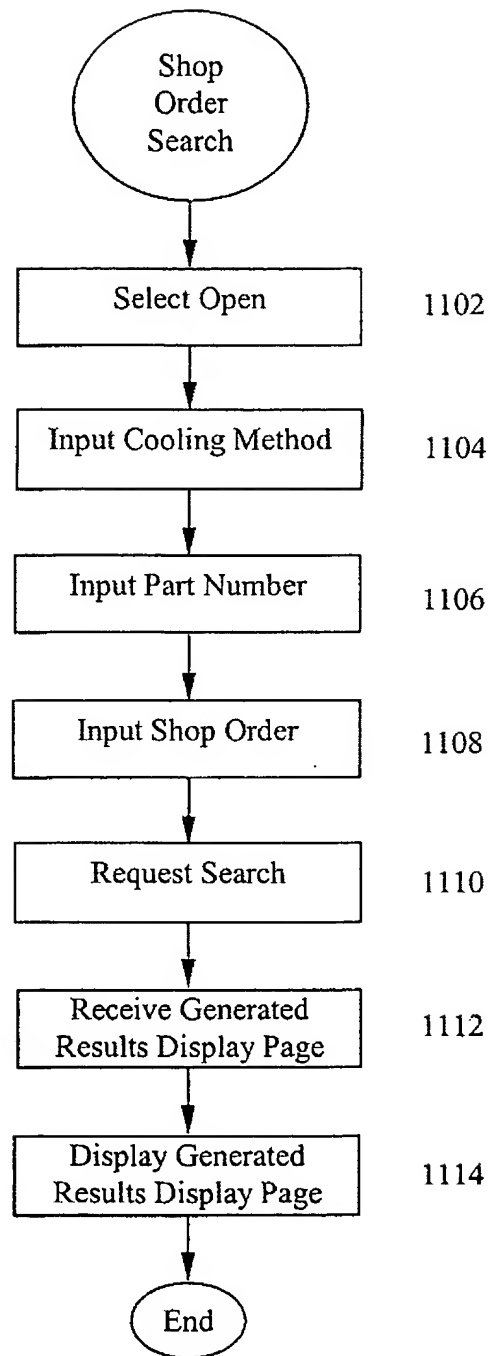 Shop
Order
Search
Select Open
1102
Input Cooling Method
1104
Input Part Number
1106
Input Shop Order
1108
Request Search
1110
Receive Generated
Results Display Page
1112
Display Generated
Results Display Page
1114
End